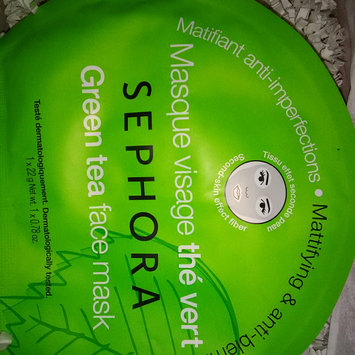 Matifiant anti-imperfections • Mattifying & anti-blem
Tissu effet seconde peau
Second-skin effect fiber
Masque visage thé vert
SEPHORA
Green tea face mask
Testé dermatologiquement. Dermatologically tested.
1 x 22 g Net wt. 1 x 0.78 oz.